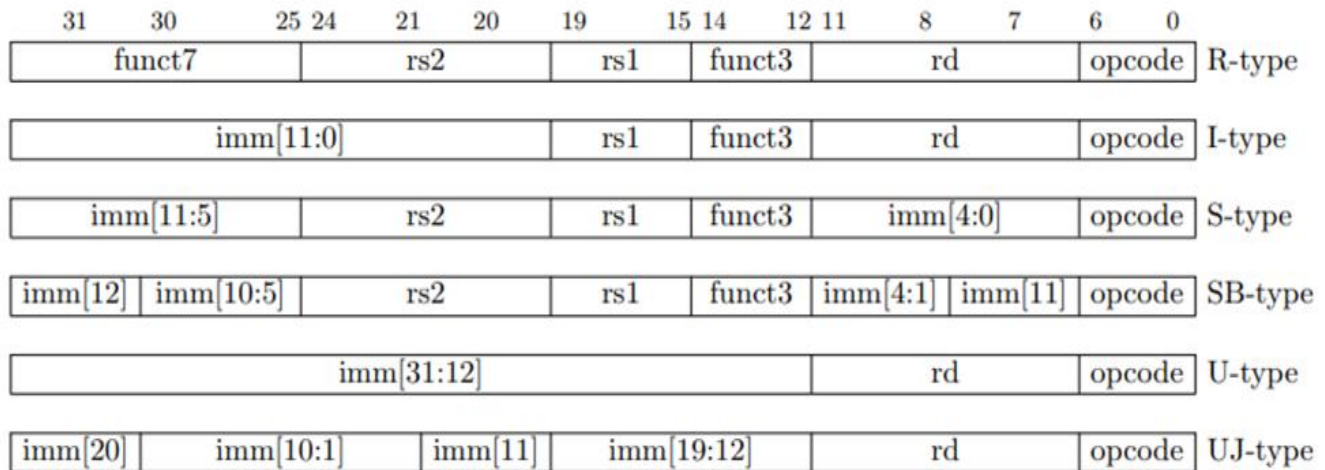 31 30 25 24 21 20 19 15 14 12 11 8 7 6 0
funct7 rs2 rs1 funct3 rd opcode R-type
imm[11:0] rs1 funct3 rd opcode I-type
imm[11:5] rs2 rs1 funct3 imm[4:0] opcode S-type
imm[12] imm[10:5] rs2 rs1 funct3 imm[4:1] imm[11] opcode SB-type
imm[31:12] rd opcode U-type
imm[20] imm[10:1] imm[11] imm[19:12] rd opcode UJ-type